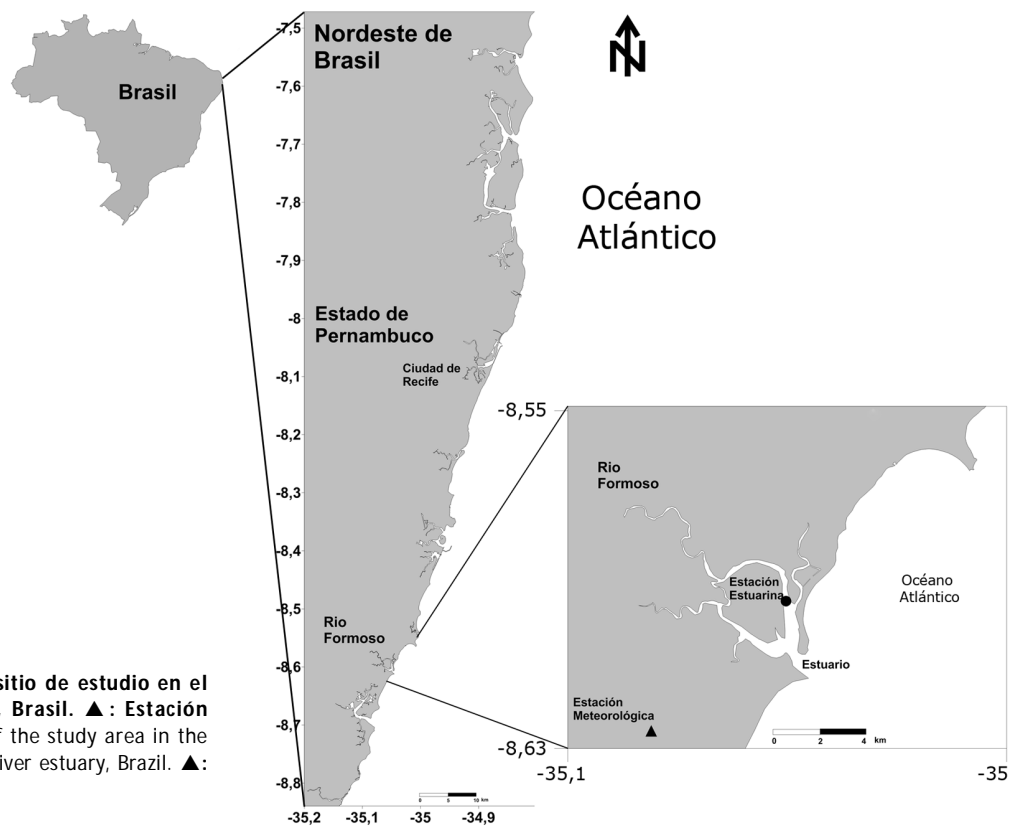 Brasil
Nordeste de
Brasil
N
Océano
Atlántico
-7,5
-7,6
-7,7
-7,8
-7,9
-8
-8,1
-8,2
-8,3
-8,4
-8,5
-8,6
-8,7
-8,8
Estado de
Pernambuco
Ciudad de
Recife
Rio
Formoso
0 5 10 km
-35,2 -35,1 -35 -34,9
-8,55
Rio
Formoso
Estación
Estuarina
Océano
Atlántico
Estuario
Estación
Meteorológica
0 2 4 km
-8,63
-35,1 -35
sitio de estudio en el
, Brasil. ▲: Estación
f the study area in the
iver estuary, Brazil. ▲: